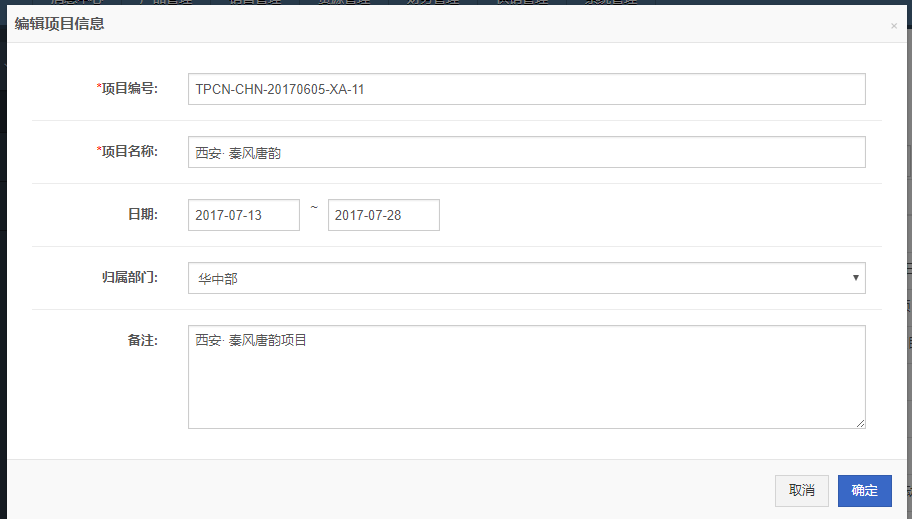 编辑项目信息 ×
*项目编号: TPCN-CHN-20170605-XA-11
*项目名称: 西安· 秦风唐韵
日期: 2017-07-13 ~ 2017-07-28
归属部门: 华中部
备注: 西安· 秦风唐韵项目
取消 确定